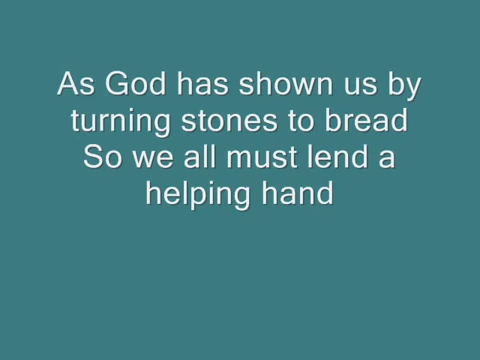 As God has shown us by
turning stones to bread
So we all must lend a
helping hand